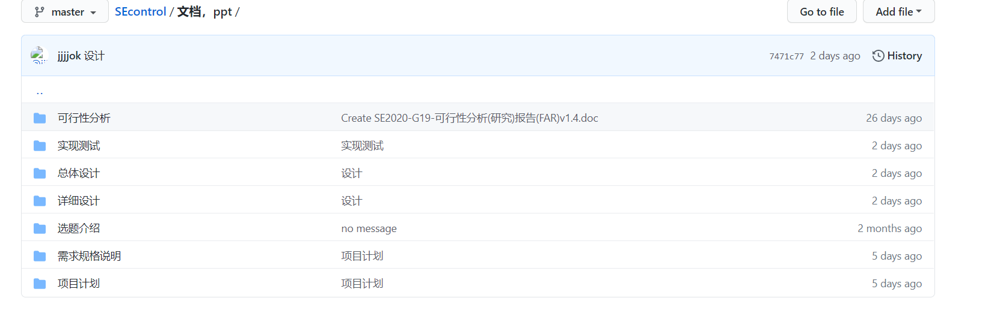 master SEcontrol / 文档，ppt / Go to file Add file
jjjjok 设计 7471c77 2 days ago History
..
可行性分析 Create SE2020-G19-可行性分析(研究)报告(FAR)v1.4.doc 26 days ago
实现测试 实现测试 2 days ago
总体设计 设计 2 days ago
详细设计 设计 2 days ago
选题介绍 no message 2 months ago
需求规格说明 项目计划 5 days ago
项目计划 项目计划 5 days ago